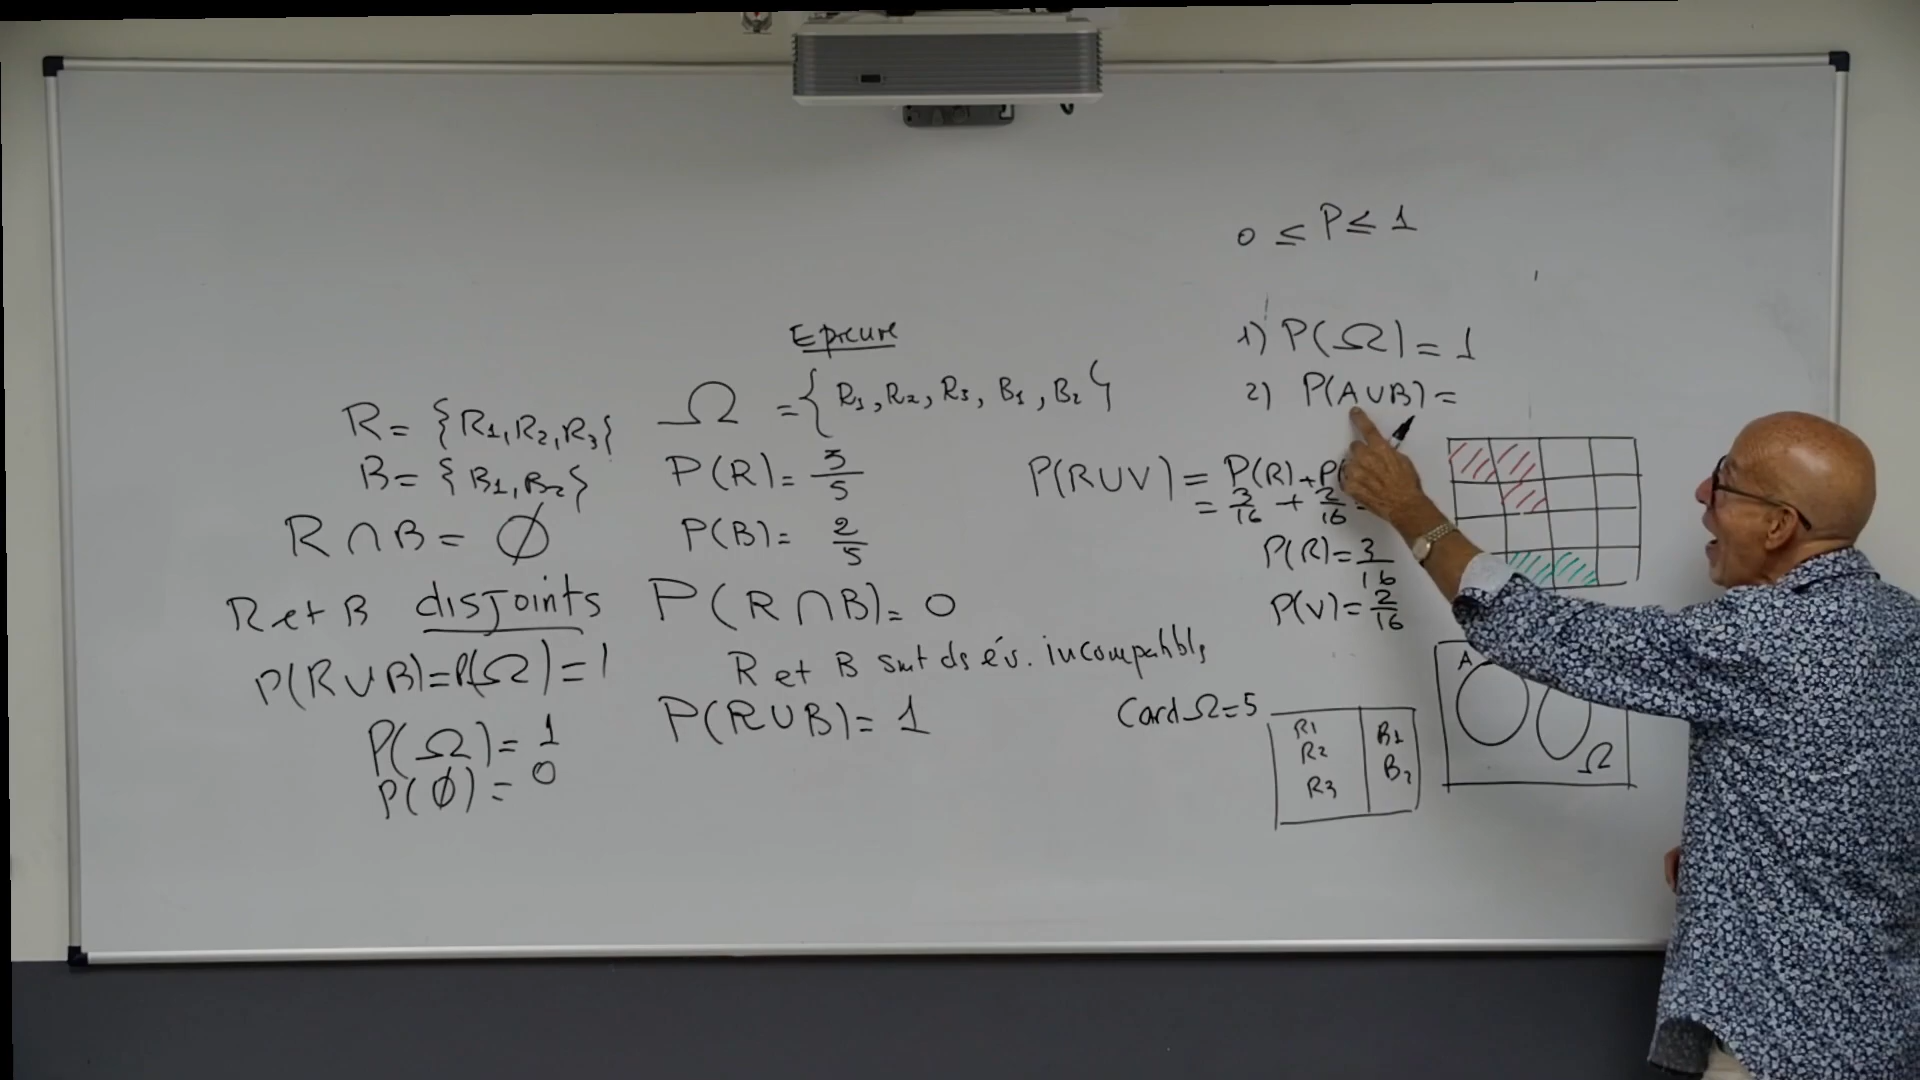 0 ≤ P ≤ 1
1) P(Ω) = 1
2) P(A∪B) =
Epreuve
Ω = {R1, R2, R3, B1, B2}
R = {R1, R2, R3}
B = {B1, B2}
R ∩ B = ∅
R et B disjoints
P(R∪B) = P(Ω) = 1
P(Ω) = 1
P(∅) = 0
P(R) = 3/5
P(B) = 2/5
P(R∩B) = 0
R et B smt ds év. incompatibls
P(R∪B) = 1
P(R∪V) = P(R) + P(
= 3/16 + 2/16
P(R) = 3/16
P(V) = 2/16
Card Ω = 5
R1 B1
R2 B2
R3
A
Ω